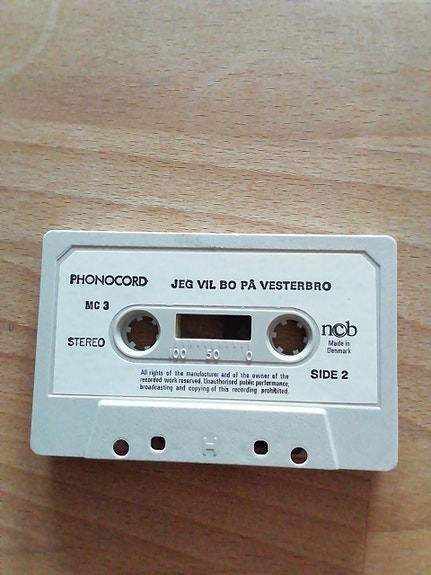 PHONOCORD
JEG VIL BO PÅ VESTERBRO
MC 3
STEREO
100 50 0
ncb
Made in
Denmark
All rights of the manufacturer and of the owner of the
recorded work reserved. Unauthorised public performance,
broadcasting and copying of this recording prohibited.
SIDE 2
H